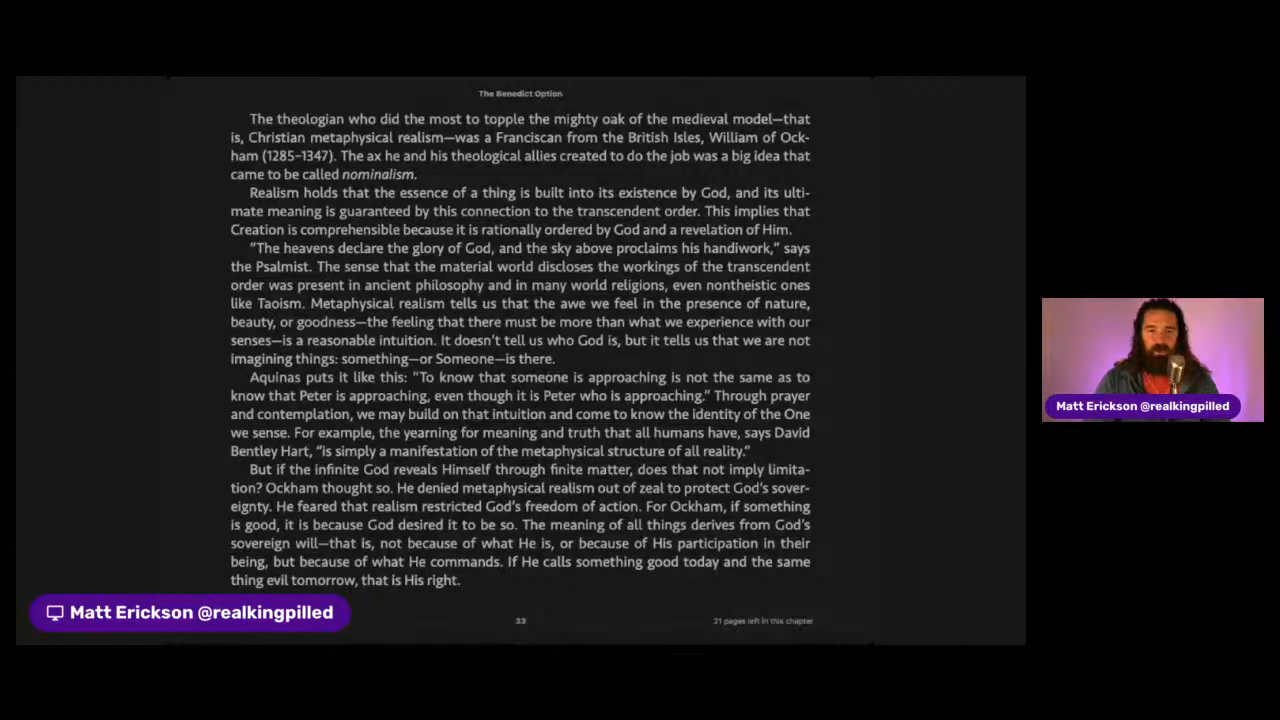 The Benedict Option
The theologian who did the most to topple the mighty oak of the medieval model—that
is, Christian metaphysical realism—was a Franciscan from the British Isles, William of Ock-
ham (1285–1347). The ax he and his theological allies created to do the job was a big idea that
came to be called nominalism.
Realism holds that the essence of a thing is built into its existence by God, and its ulti-
mate meaning is guaranteed by this connection to the transcendent order. This implies that
Creation is comprehensible because it is rationally ordered by God and a revelation of Him.
"The heavens declare the glory of God, and the sky above proclaims his handiwork," says
the Psalmist. The sense that the material world discloses the workings of the transcendent
order was present in ancient philosophy and in many world religions, even nontheistic ones
like Taoism. Metaphysical realism tells us that the awe we feel in the presence of nature,
beauty, or goodness—the feeling that there must be more than what we experience with our
senses—is a reasonable intuition. It doesn't tell us who God is, but it tells us that we are not
imagining things: something—or Someone—is there.
Aquinas puts it like this: "To know that someone is approaching is not the same as to
know that Peter is approaching, even though it is Peter who is approaching." Through prayer
and contemplation, we may build on that intuition and come to know the identity of the One
we sense. For example, the yearning for meaning and truth that all humans have, says David
Bentley Hart, "is simply a manifestation of the metaphysical structure of all reality."
But if the infinite God reveals Himself through finite matter, does that not imply limita-
tion? Ockham thought so. He denied metaphysical realism out of zeal to protect God's sover-
eignty. He feared that realism restricted God's freedom of action. For Ockham, if something
is good, it is because God desired it to be so. The meaning of all things derives from God's
sovereign will—that is, not because of what He is, or because of His participation in their
being, but because of what He commands. If He calls something good today and the same
thing evil tomorrow, that is His right.
33
21 pages left in this chapter
Matt Erickson @realkingpilled
Matt Erickson @realkingpilled